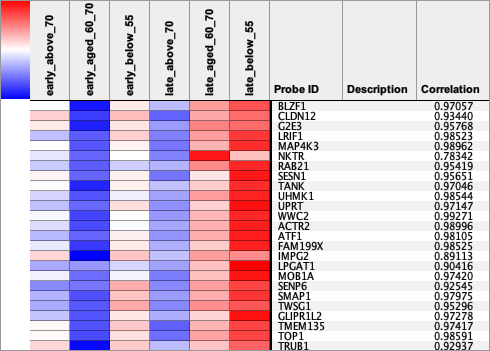 early_above_70
early_aged_60_70
early_below_55
late_above_70
late_aged_60_70
late_below_55
Probe ID Description Correlation
BLZF1 0.97057
CLDN12 0.93440
G2E3 0.95768
LRIF1 0.98523
MAP4K3 0.98962
NKTR 0.78342
RAB21 0.95419
SESN1 0.95651
TANK 0.97046
UHMK1 0.98544
UPRT 0.97147
WWC2 0.99271
ACTR2 0.98996
ATF1 0.98105
FAM199X 0.98525
IMPG2 0.89113
LPGAT1 0.90416
MOB1A 0.97420
SENP6 0.92545
SMAP1 0.97975
TWSG1 0.95296
GLIPR1L2 0.97278
TMEM135 0.97417
TOP1 0.98591
TRUB1 0.92937